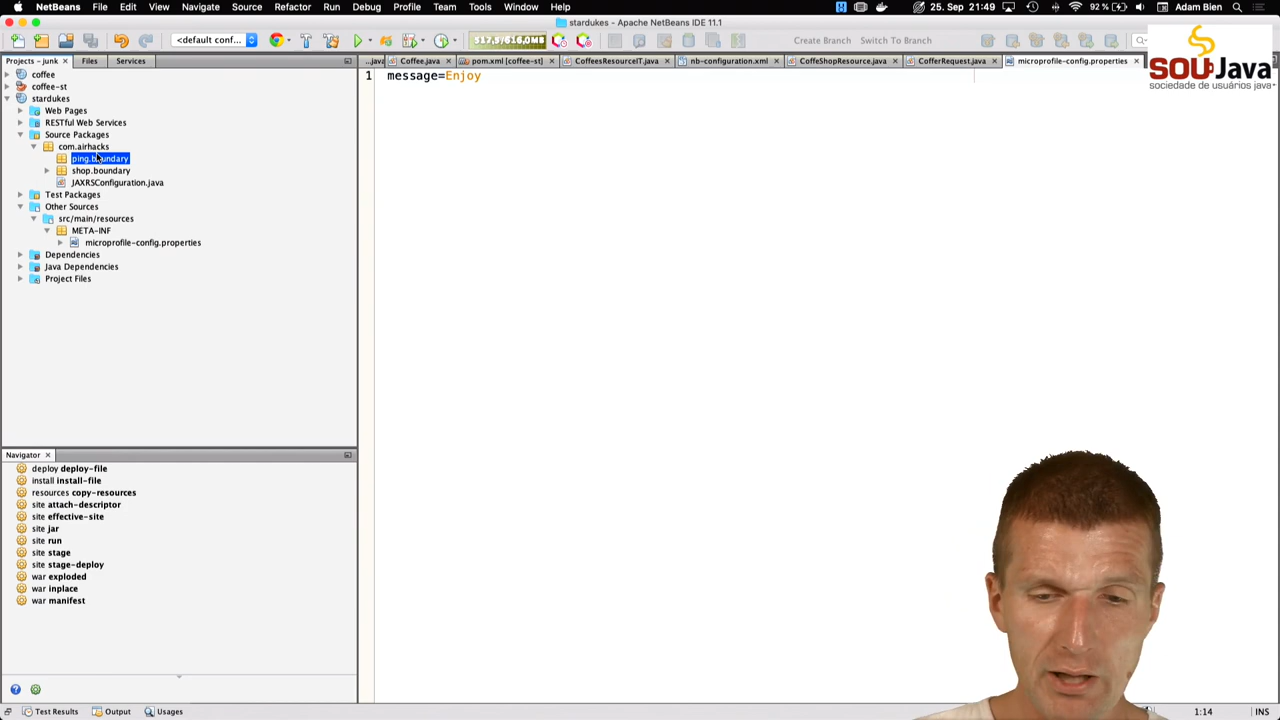 NetBeans File Edit View Navigate Source Refactor Run Debug Profile Team Tools Window Help 25. Sep 21:49 92 % Adam Bien
stardukes - Apache NetBeans IDE 11.1
<default conf... 517,9/616,0MB Create Branch Switch To Branch
SOUJava
sociedade de usuários java
Projects - junk Files Services
...java Coffee.java pom.xml [coffee-st] CoffeesResourceIT.java nb-configuration.xml CoffeShopResource.java CofferRequest.java microprofile-config.properties
coffee
coffee-st
stardukes
Web Pages
RESTful Web Services
Source Packages
com.airhacks
ping.boundary
shop.boundary
JAXRSConfiguration.java
Test Packages
Other Sources
src/main/resources
META-INF
microprofile-config.properties
Dependencies
Java Dependencies
Project Files
1 message=Enjoy
Navigator
deploy deploy-file
install install-file
resources copy-resources
site attach-descriptor
site effective-site
site jar
site run
site stage
site stage-deploy
war exploded
war inplace
war manifest
Test Results Output Usages
1:14 INS